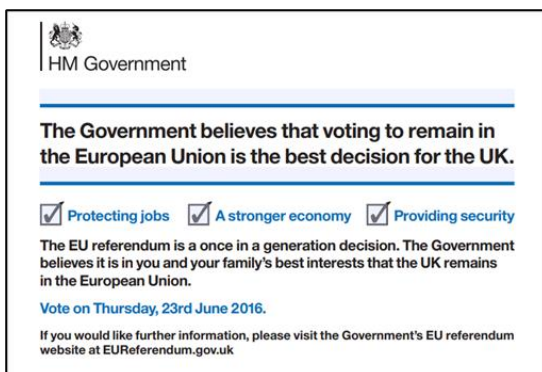 HM Government
The Government believes that voting to remain in
the European Union is the best decision for the UK.
Protecting jobs A stronger economy Providing security
The EU referendum is a once in a generation decision. The Government
believes it is in you and your family's best interests that the UK remains
in the European Union.
Vote on Thursday, 23rd June 2016.
If you would like further information, please visit the Government's EU referendum
website at EUReferendum.gov.uk